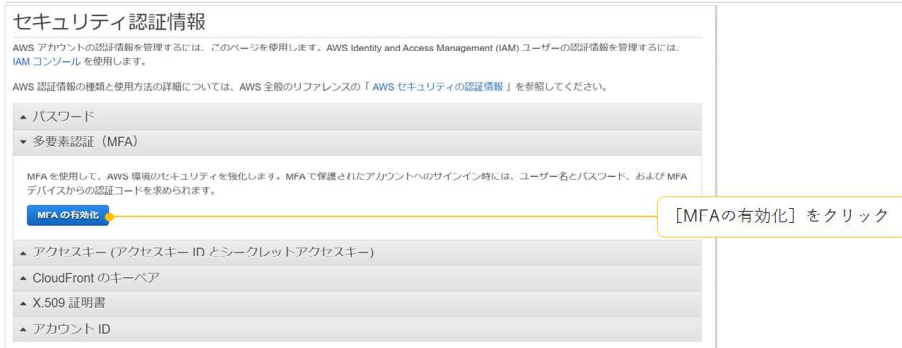 セキュリティ認証情報
AWS アカウントの認証情報を管理するには、このページを使用します。AWS Identity and Access Management (IAM) ユーザーの認証情報を管理するには、
IAM コンソール を使用します。
AWS 認証情報の種類と使用方法の詳細については、AWS 全般のリファレンスの「 AWS セキュリティの認証情報 」を参照してください。
パスワード
多要素認証（MFA）
MFA を使用して、AWS 環境のセキュリティを強化します。MFA で保護されたアカウントへのサインイン時には、ユーザー名とパスワード、および MFA
デバイスからの認証コードを求められます。
MFA の有効化
［MFAの有効化］をクリック
アクセスキー (アクセスキー ID とシークレットアクセスキー)
CloudFront のキーペア
X.509 証明書
アカウント ID